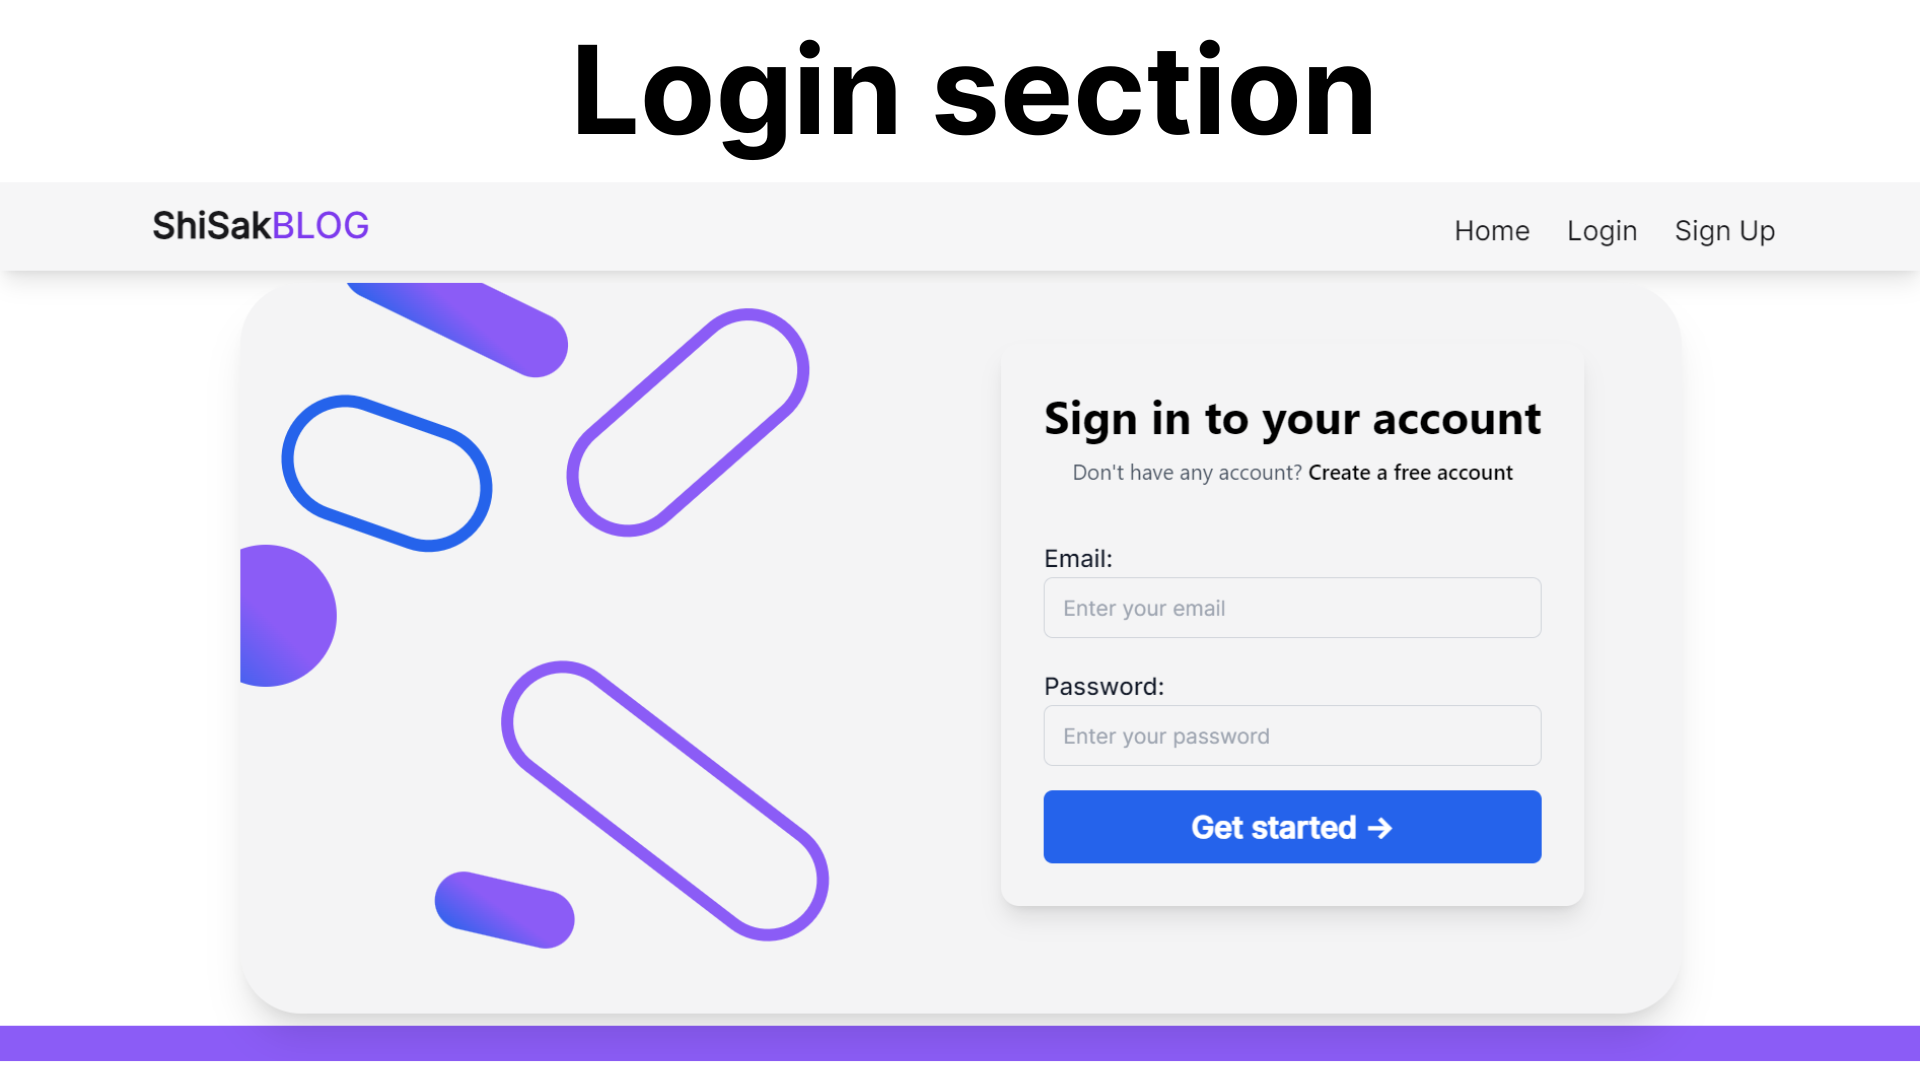 Login section
ShiSakBLOG
Home Login Sign Up
Sign in to your account
Don't have any account? Create a free account
Email:
Enter your email
Password:
Enter your password
Get started →